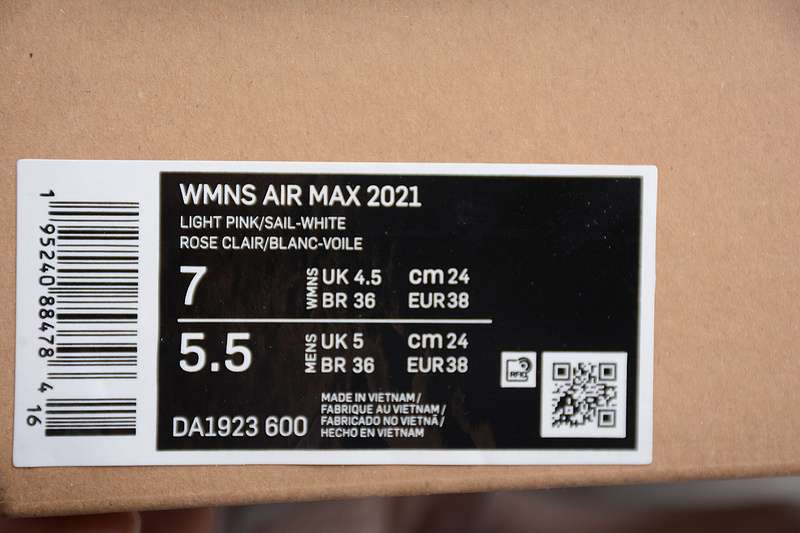 WMNS AIR MAX 2021
LIGHT PINK/SAIL-WHITE
ROSE CLAIR/BLANC-VOILE
7 WMNS UK 4.5 cm 24
BR 36 EUR 38
5.5 MENS UK 5 cm 24
BR 36 EUR 38
DA1923 600
MADE IN VIETNAM /
FABRIQUE AU VIETNAM /
FABRICADO NO VIETNÃ /
HECHO EN VIETNAM
RFID
1 95240 88478 4 16